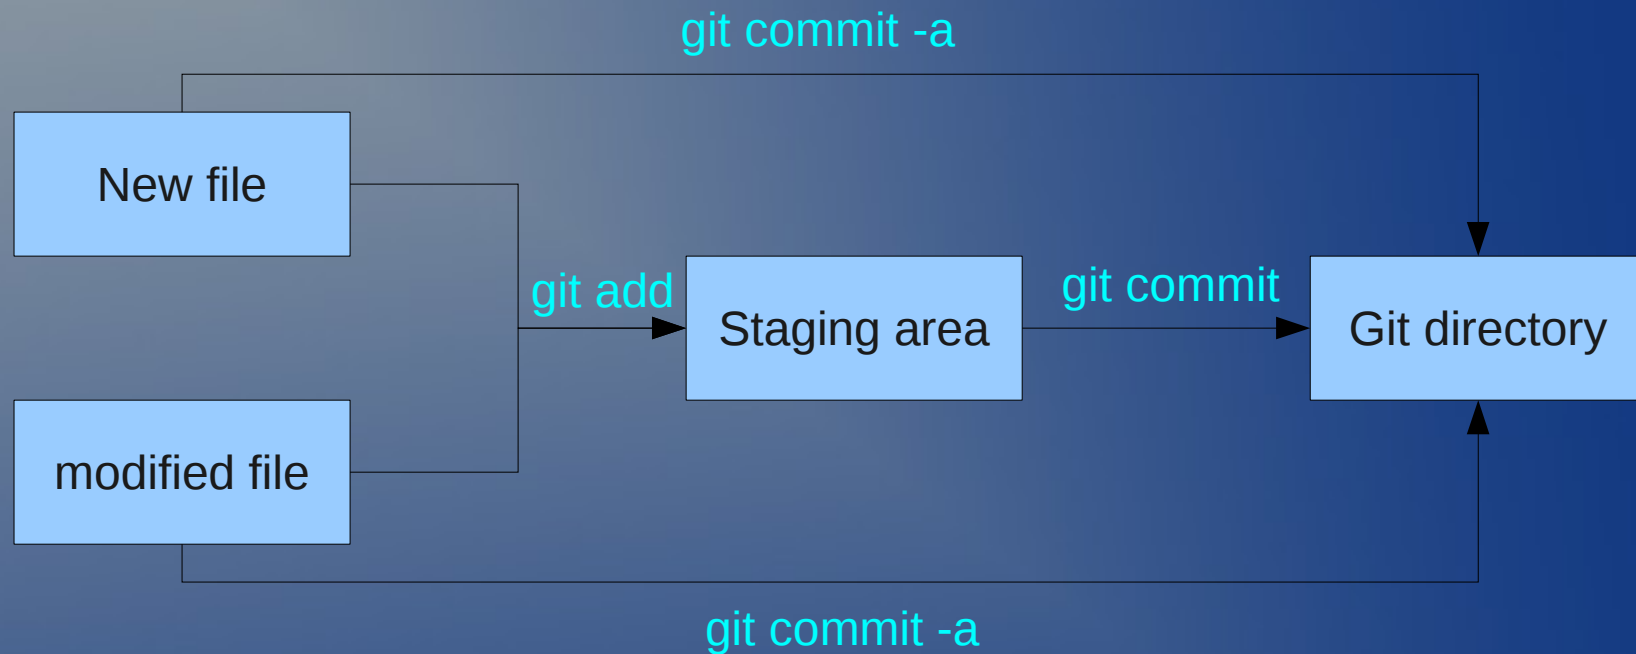 git commit -a
New file
git add
Staging area
git commit
Git directory
modified file
git commit -a